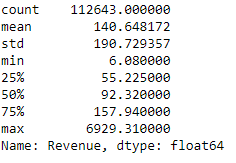 count    112643.000000
mean        140.648172
std         190.729357
min           6.080000
25%          55.225000
50%          92.320000
75%         157.940000
max        6929.310000
Name: Revenue, dtype: float64